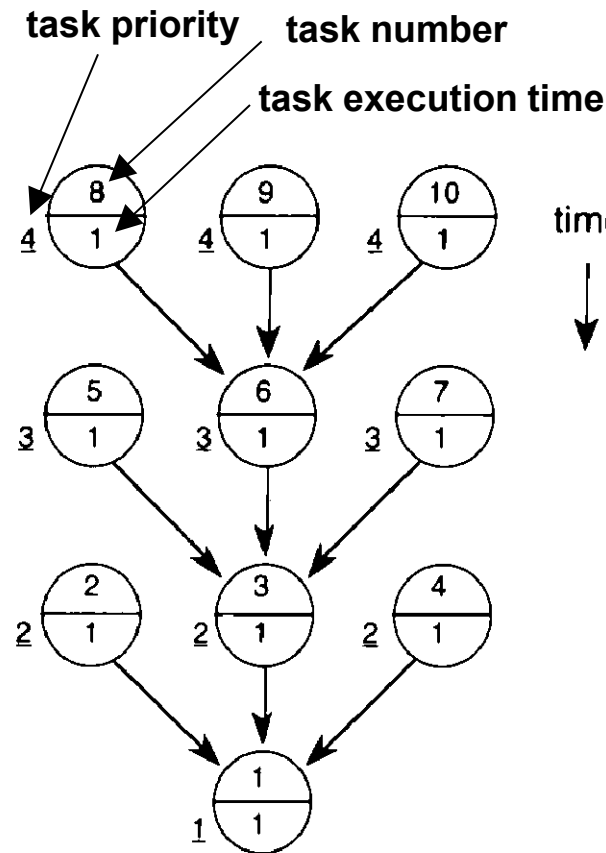 task priority task number
task execution time
8 9 10
4 1 4 1 4 1
tim
5 6 7
3 1 3 1 3 1
2 3 4
2 1 2 1 2 1
1
1 1